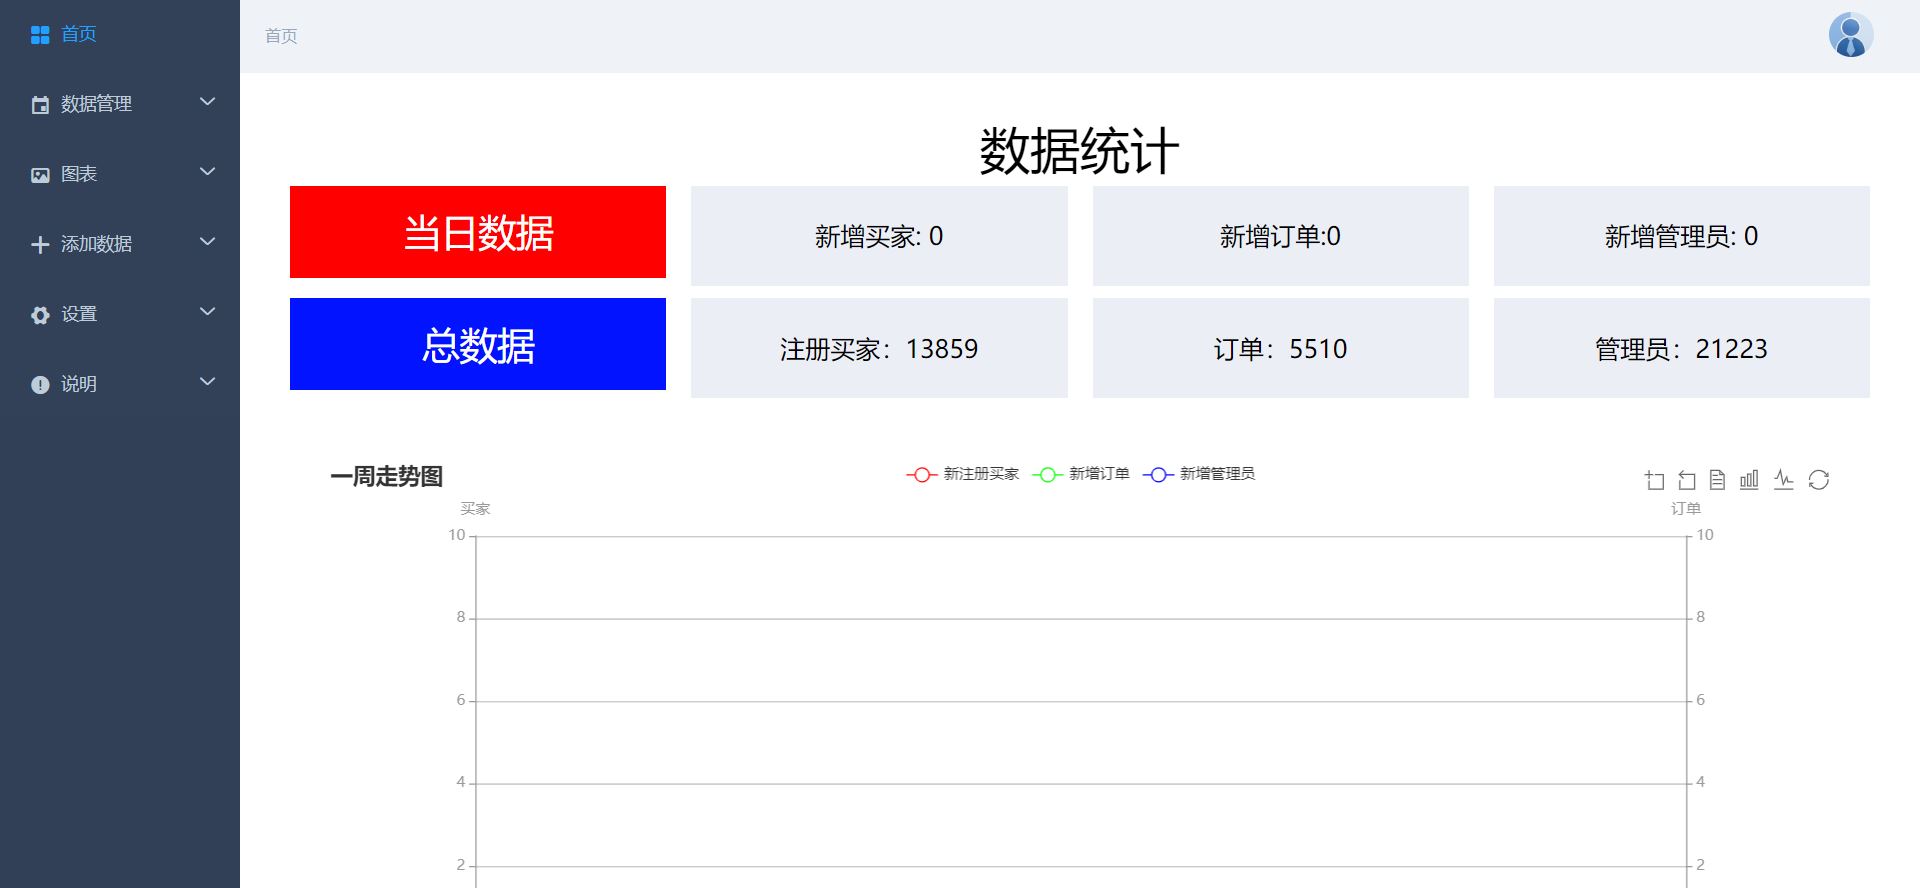 首页
数据管理
图表
添加数据
设置
说明
首页
数据统计
当日数据
新增买家: 0
新增订单:0
新增管理员: 0
总数据
注册买家：13859
订单：5510
管理员：21223
一周走势图
新注册买家
新增订单
新增管理员
买家
订单
10
10
8
8
6
6
4
4
2
2